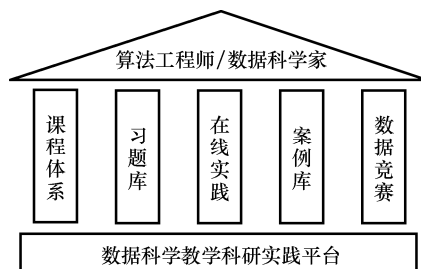 算法工程师/数据科学家
课程体系
习题库
在线实践
案例库
数据竞赛
数据科学教学科研实践平台